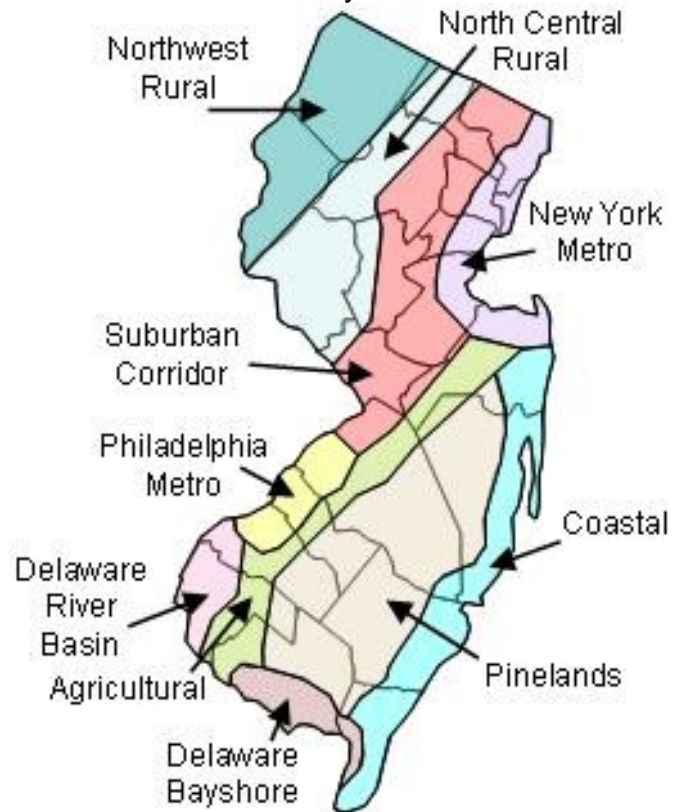 North Central
Rural
Northwest
Rural
New York
Metro
Suburban
Corridor
Philadelphia
Metro
Coastal
Delaware
River
Basin
Agricultural
Pinelands
Delaware
Bayshore